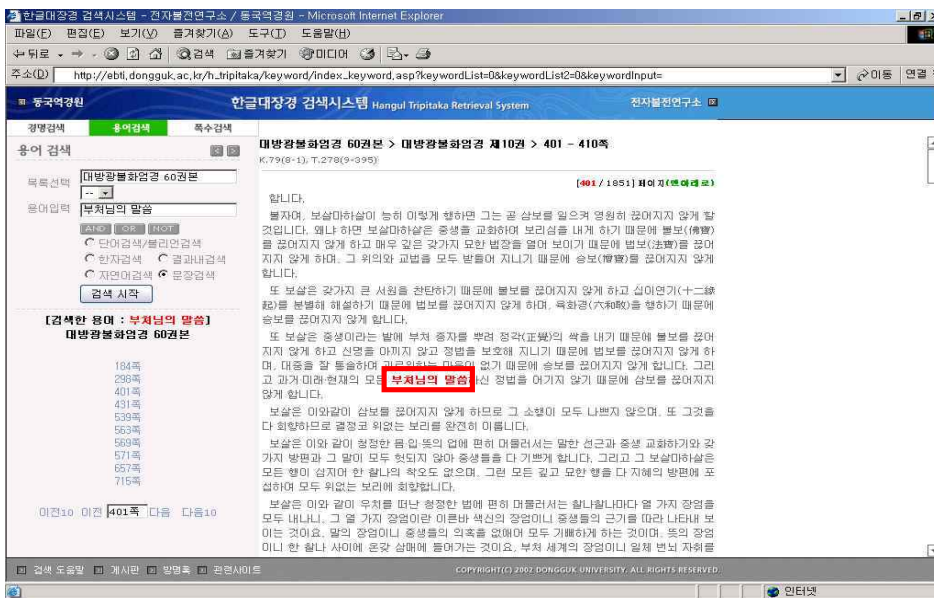 한글대장경 검색시스템 - 전자불전연구소 / 동국역경원 - Microsoft Internet Explorer
파일(F) 편집(E) 보기(V) 즐겨찾기(A) 도구(T) 도움말(H)
뒤로 검색 즐겨찾기 미디어
주소(D) http://ebti.dongguk.ac.kr/h_tripitaka/keyword/index_keyword.asp?keywordList=0&keywordList2=0&keywordInput= 이동 연결
동국역경원 한글대장경 검색시스템 Hangul Tripitaka Retrieval System 전자불전연구소
경명검색 용어검색 폭수검색
용어 검색
목록선택 대방광불화엄경 60권본
--
용어입력 부처님의 말씀
AND OR NOT
단어검색/불리언검색
한자검색 결과내검색
자연어검색 문장검색
검색 시작
[검색한 용어 : 부처님의 말씀]
대방광불화엄경 60권본
184쪽
298쪽
401쪽
431쪽
539쪽
563쪽
569쪽
571쪽
657쪽
715쪽
이전10 이전 401쪽 다음 다음10
대방광불화엄경 60권본 > 대방광불화엄경 제10권 > 401 - 410쪽
K.79(8-1), T.278(9-395)
[401 / 1851] 페이지(맨아래로)
합니다.
불자여, 보살마하살이 능히 이렇게 행하면 그는 곧 삼보를 일으켜 영원히 끊어지지 않게 할
것입니다. 왜냐 하면 보살마하살은 중생을 교화하여 보리심을 내게 하기 때문에 불보(佛寶)
를 끊어지지 않게 하고 매우 깊은 갖가지 묘한 법장을 열어 보이기 때문에 법보(法寶)를 끊어
지지 않게 하며, 그 위의와 교법을 모두 받들어 지니기 때문에 승보(僧寶)를 끊어지지 않게
합니다.
또 보살은 갖가지 큰 서원을 찬탄하기 때문에 불보를 끊어지지 않게 하고 십이연기(十二緣
起)를 분별해 해설하기 때문에 법보를 끊어지지 않게 하며, 육화경(六和敬)을 행하기 때문에
승보를 끊어지지 않게 합니다.
또 보살은 중생이라는 밭에 부처 종자를 뿌려 정각(正覺)의 싹을 내기 때문에 불보를 끊어
지지 않게 하고 신명을 아끼지 않고 정법을 보호해 지니기 때문에 법보를 끊어지지 않게 하
며, 대중을 잘 통솔하여 괴로워하는 마음이 없기 때문에 승보를 끊어지지 않게 합니다. 그리
고 과거·미래·현재의 모든 부처님의 말씀하신 정법을 어기지 않기 때문에 삼보를 끊어지지
않게 합니다.
보살은 이와같이 삼보를 끊어지지 않게 하므로 그 소행이 모두 나쁘지 않으며, 또 그것을
다 회향하므로 결정코 위없는 보리를 완전히 이룹니다.
보살은 이와 같이 청정한 몸·입·뜻의 업에 편히 머물러서는 말한 선근과 중생 교화하기와 갖
가지 방편과 그 말이 모두 헛되지 않아 중생들을 다 기쁘게 합니다. 그리고 그 보살마하살은
모든 행이 심지어 한 찰나의 착오도 없으며, 그런 모든 깊고 묘한 행을 다 지혜의 방편에 포
섭하여 모두 위없는 보리에 회향합니다.
보살은 이와 같이 우치를 떠난 청정한 법에 편히 머물러서는 찰나찰나마다 열 가지 장엄을
모두 내나니, 그 열 가지 장엄이란 이른바 색신의 장엄이니 중생들의 근기를 따라 나타내 보
이는 것이요, 말의 장엄이니 중생들의 의혹을 없애어 모두 기뻐하게 하는 것이며, 뜻의 장엄
이니 한 찰나 사이에 온갖 삼매에 들어가는 것이요, 부처 세계의 장엄이니 일체 번뇌 자취를
검색 도움말 게시판 방명록 관련사이트 COPYRIGHT(C) 2002 DONGGUK UNIVERSITY. ALL RIGHTS RESERVED.
인터넷